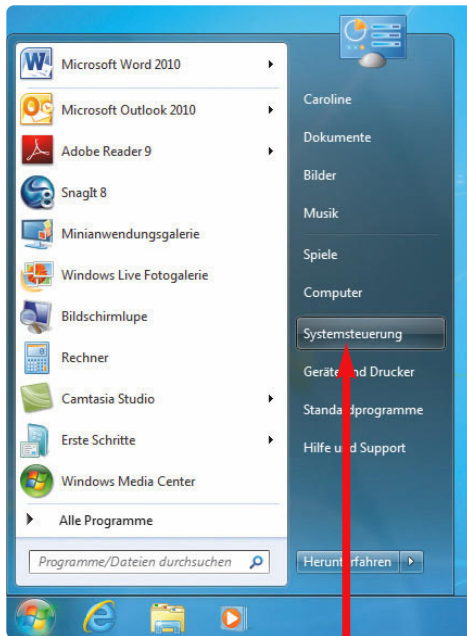 Microsoft Word 2010
Microsoft Outlook 2010
Adobe Reader 9
SnagIt 8
Minianwendungsgalerie
Windows Live Fotogalerie
Bildschirmlupe
Rechner
Camtasia Studio
Erste Schritte
Windows Media Center
Alle Programme
Programme/Dateien durchsuchen
Caroline
Dokumente
Bilder
Musik
Spiele
Computer
Systemsteuerung
Geräte und Drucker
Standardprogramme
Hilfe und Support
Herunterfahren